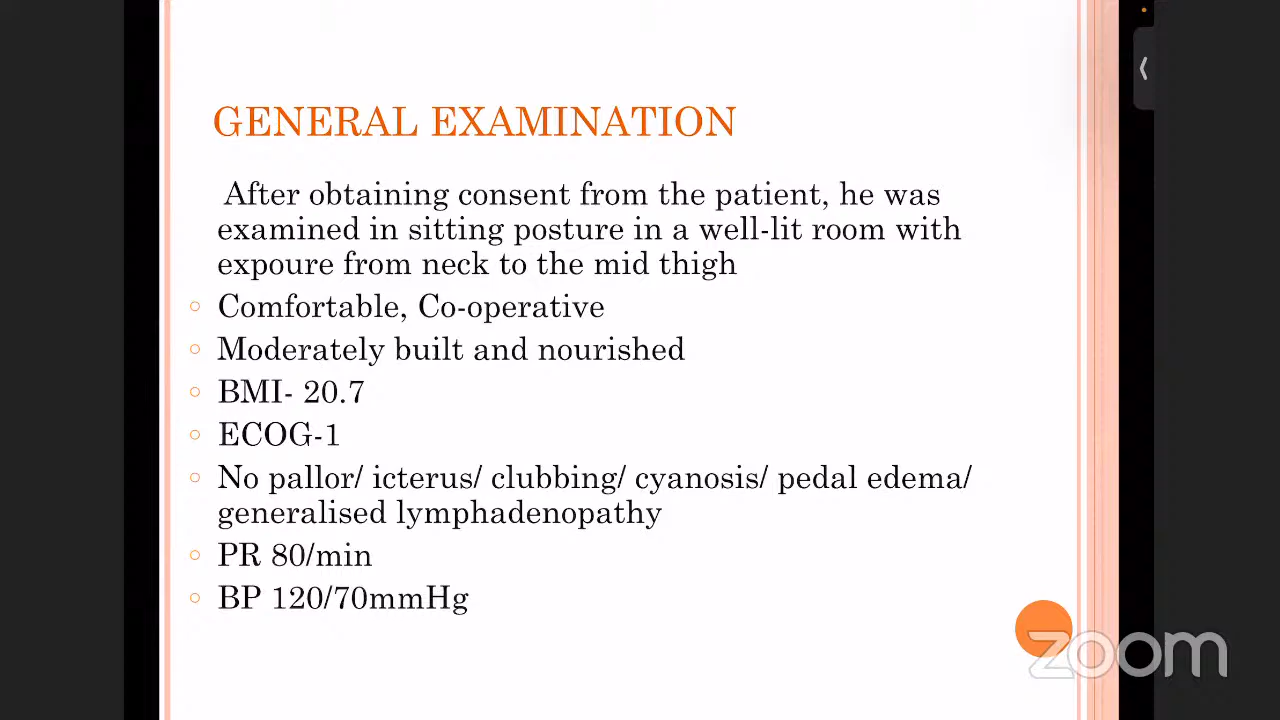 GENERAL EXAMINATION
After obtaining consent from the patient, he was
examined in sitting posture in a well-lit room with
expoure from neck to the mid thigh
Comfortable, Co-operative
Moderately built and nourished
BMI- 20.7
ECOG-1
No pallor/ icterus/ clubbing/ cyanosis/ pedal edema/
generalised lymphadenopathy
PR 80/min
BP 120/70mmHg
zoom